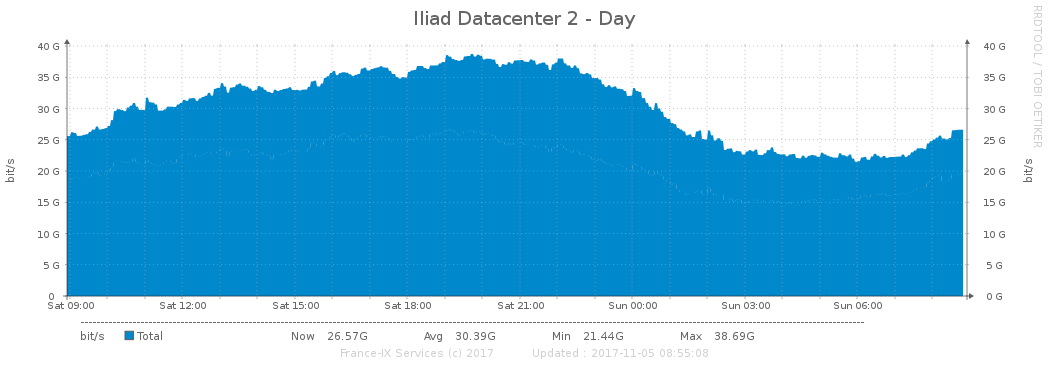 Iliad Datacenter 2 - Day
RRDTOOL / TOBI OETIKER
bit/s
40 G 40 G
35 G 35 G
30 G 30 G
25 G 25 G
20 G 20 G
15 G 15 G
10 G 10 G
5 G 5 G
0 0 G
bit/s
Sat 09:00 Sat 12:00 Sat 15:00 Sat 18:00 Sat 21:00 Sun 00:00 Sun 03:00 Sun 06:00
bit/s Total Now 26.57G Avg 30.39G Min 21.44G Max 38.69G
France-IX Services (c) 2017 Updated : 2017-11-05 08:55:08